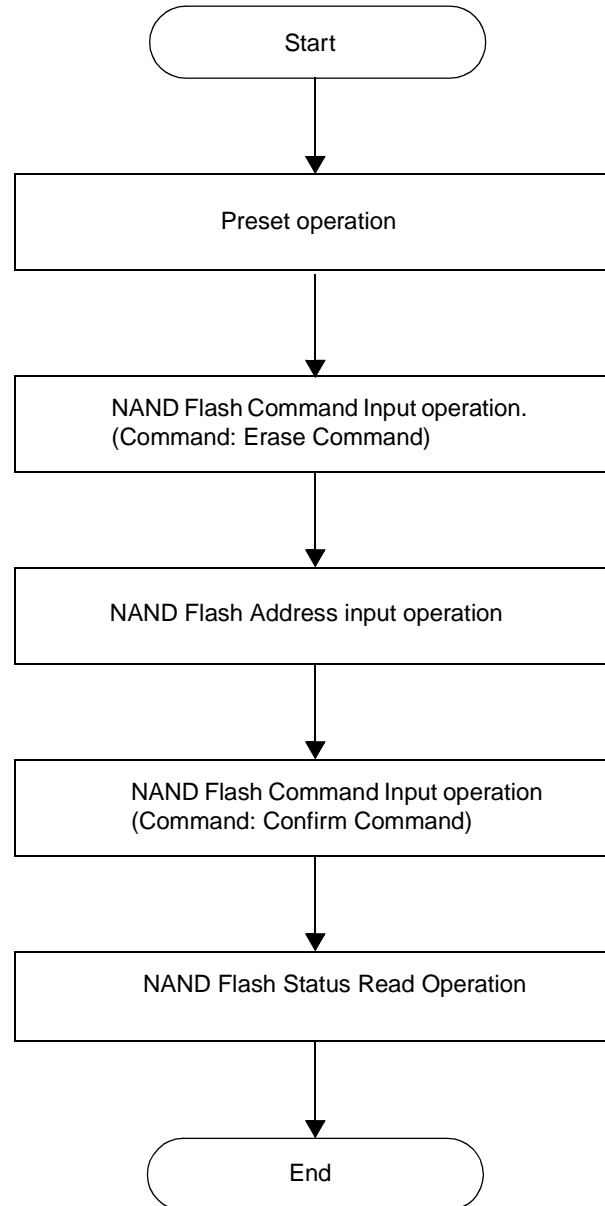 Start
Preset operation
NAND Flash Command Input operation.
(Command: Erase Command)
NAND Flash Address input operation
NAND Flash Command Input operation
(Command: Confirm Command)
NAND Flash Status Read Operation
End